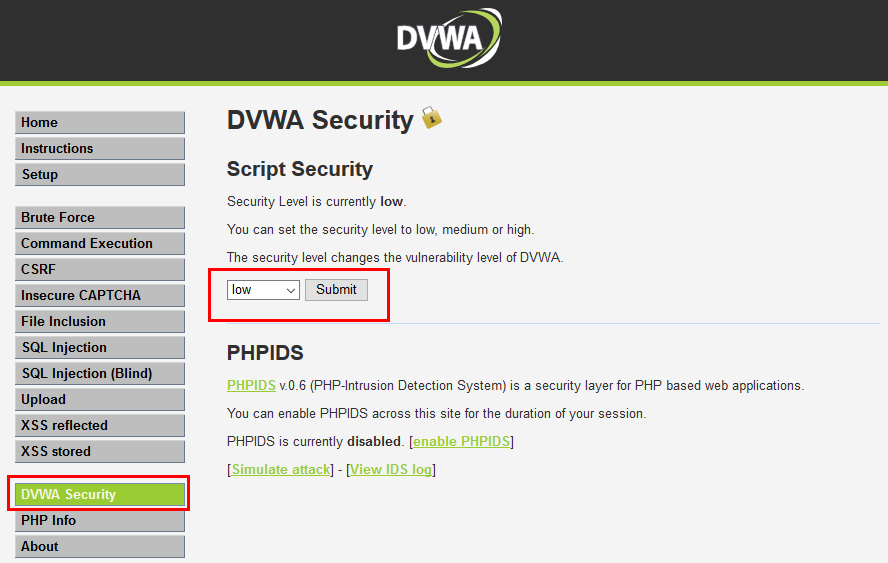 DVWA
Home
Instructions
Setup
Brute Force
Command Execution
CSRF
Insecure CAPTCHA
File Inclusion
SQL Injection
SQL Injection (Blind)
Upload
XSS reflected
XSS stored
DVWA Security
PHP Info
About
DVWA Security
Script Security
Security Level is currently low.
You can set the security level to low, medium or high.
The security level changes the vulnerability level of DVWA.
low Submit
PHPIDS
PHPIDS v.0.6 (PHP-Intrusion Detection System) is a security layer for PHP based web applications.
You can enable PHPIDS across this site for the duration of your session.
PHPIDS is currently disabled. [enable PHPIDS]
[Simulate attack] - [View IDS log]